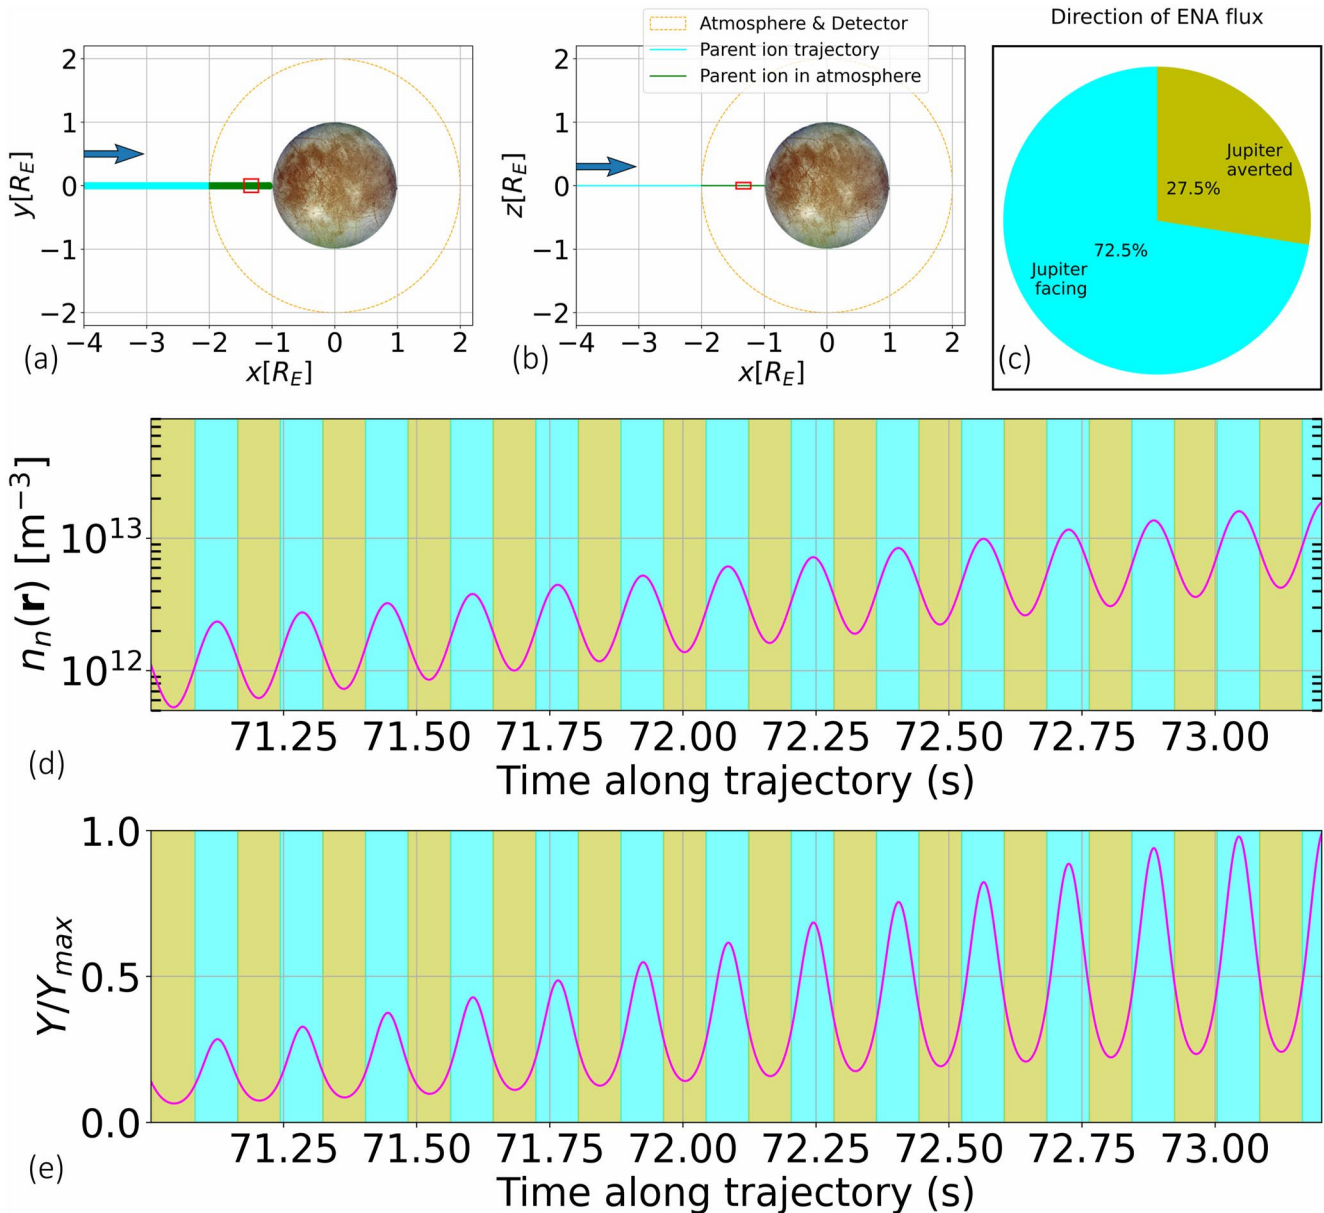 Atmosphere & Detector
Parent ion trajectory
Parent ion in atmosphere
Direction of ENA flux
2
1
0
−1
−2
y[R_E]
−4 −3 −2 −1 0 1 2
x[R_E]
(a)
2
1
0
−1
−2
z[R_E]
−4 −3 −2 −1 0 1 2
x[R_E]
(b)
Jupiter
averted
27.5%
72.5%
Jupiter
facing
(c)
n_n(r) [m^−3]
10^13
10^12
71.25 71.50 71.75 72.00 72.25 72.50 72.75 73.00
Time along trajectory (s)
(d)
Y/Y_max
1.0
0.5
0.0
71.25 71.50 71.75 72.00 72.25 72.50 72.75 73.00
Time along trajectory (s)
(e)